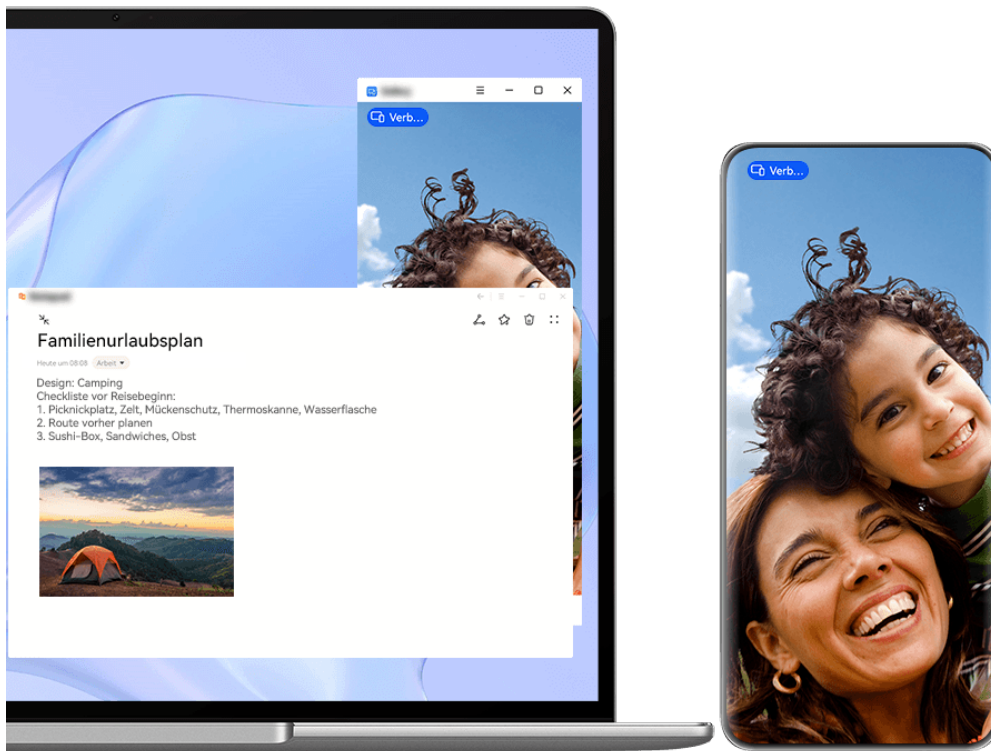 Verb...
Verb...
Familienurlaubsplan
Heute um 08:08 Arbeit
Design: Camping
Checkliste vor Reisebeginn:
1. Picknickplatz, Zelt, Mückenschutz, Thermoskanne, Wasserflasche
2. Route vorher planen
3. Sushi-Box, Sandwiches, Obst